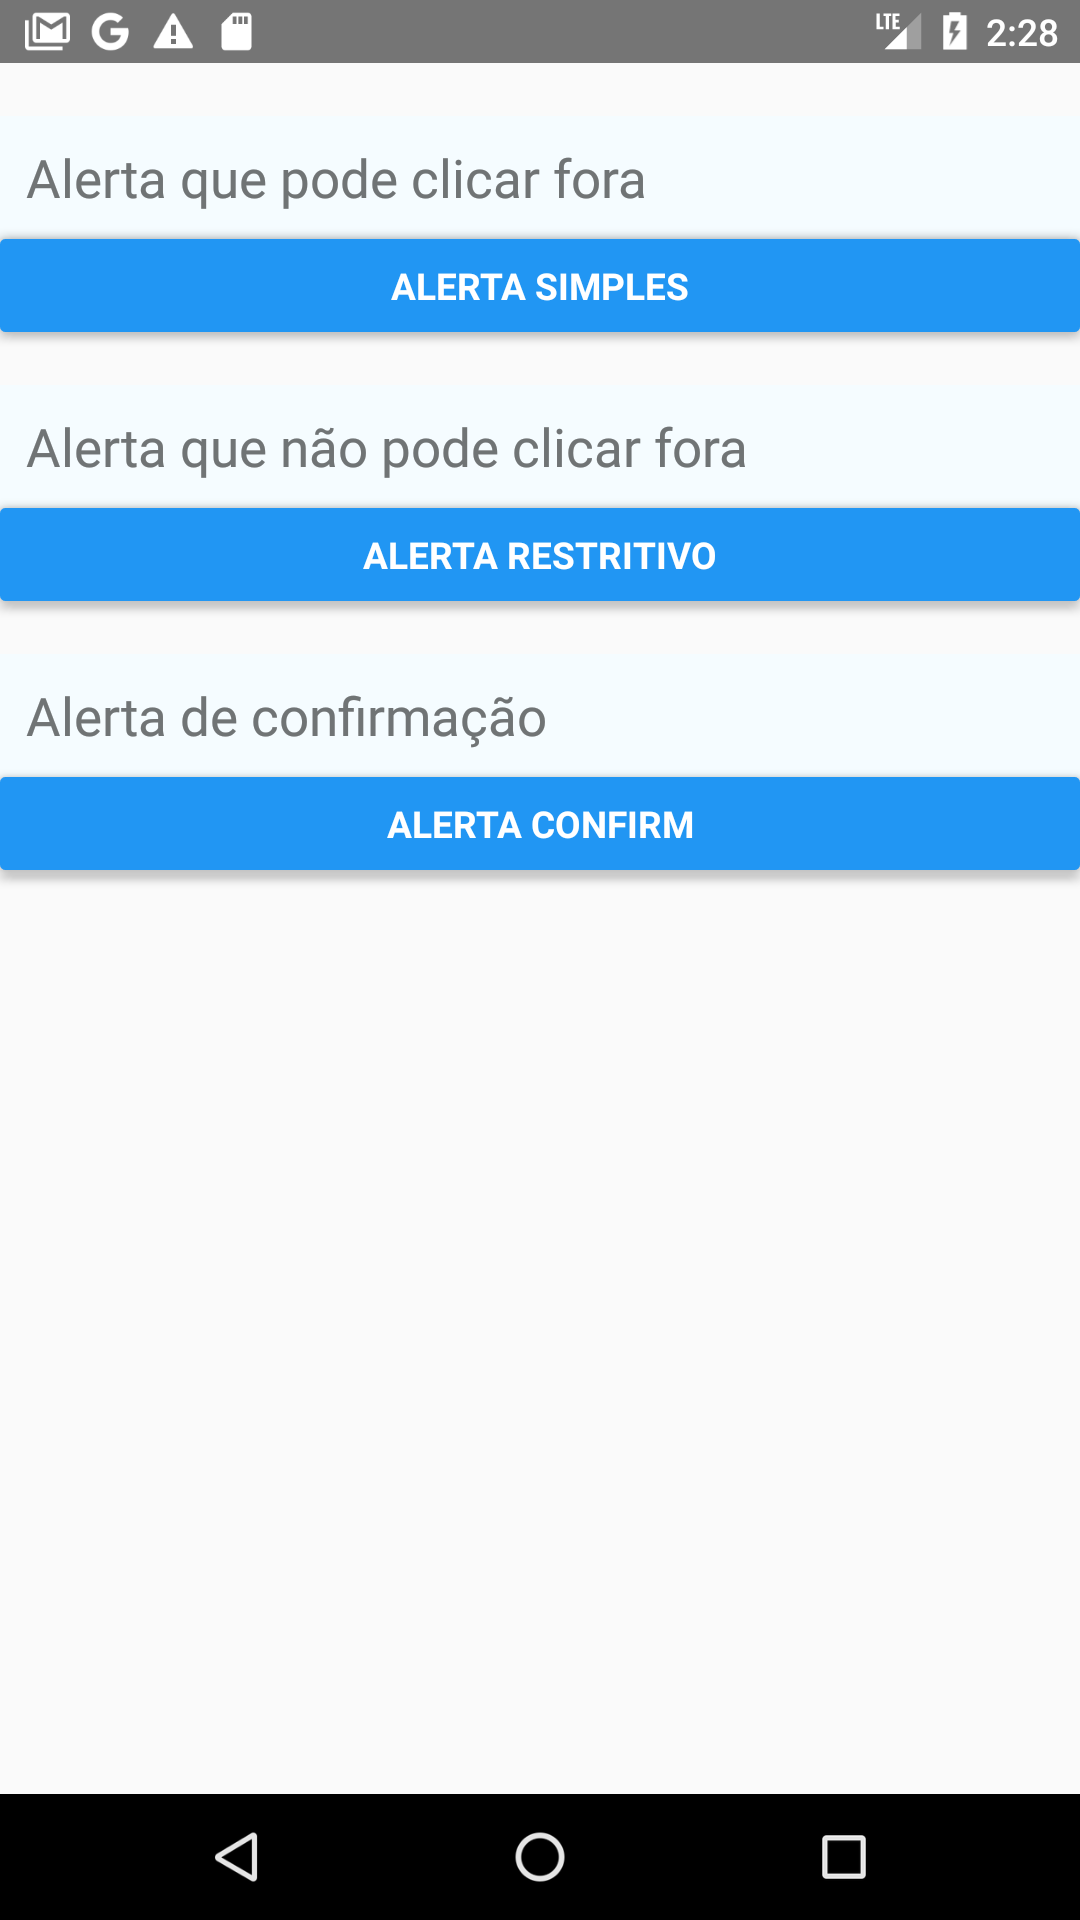 LTE 2:28
Alerta que pode clicar fora
ALERTA SIMPLES
Alerta que não pode clicar fora
ALERTA RESTRITIVO
Alerta de confirmação
ALERTA CONFIRM